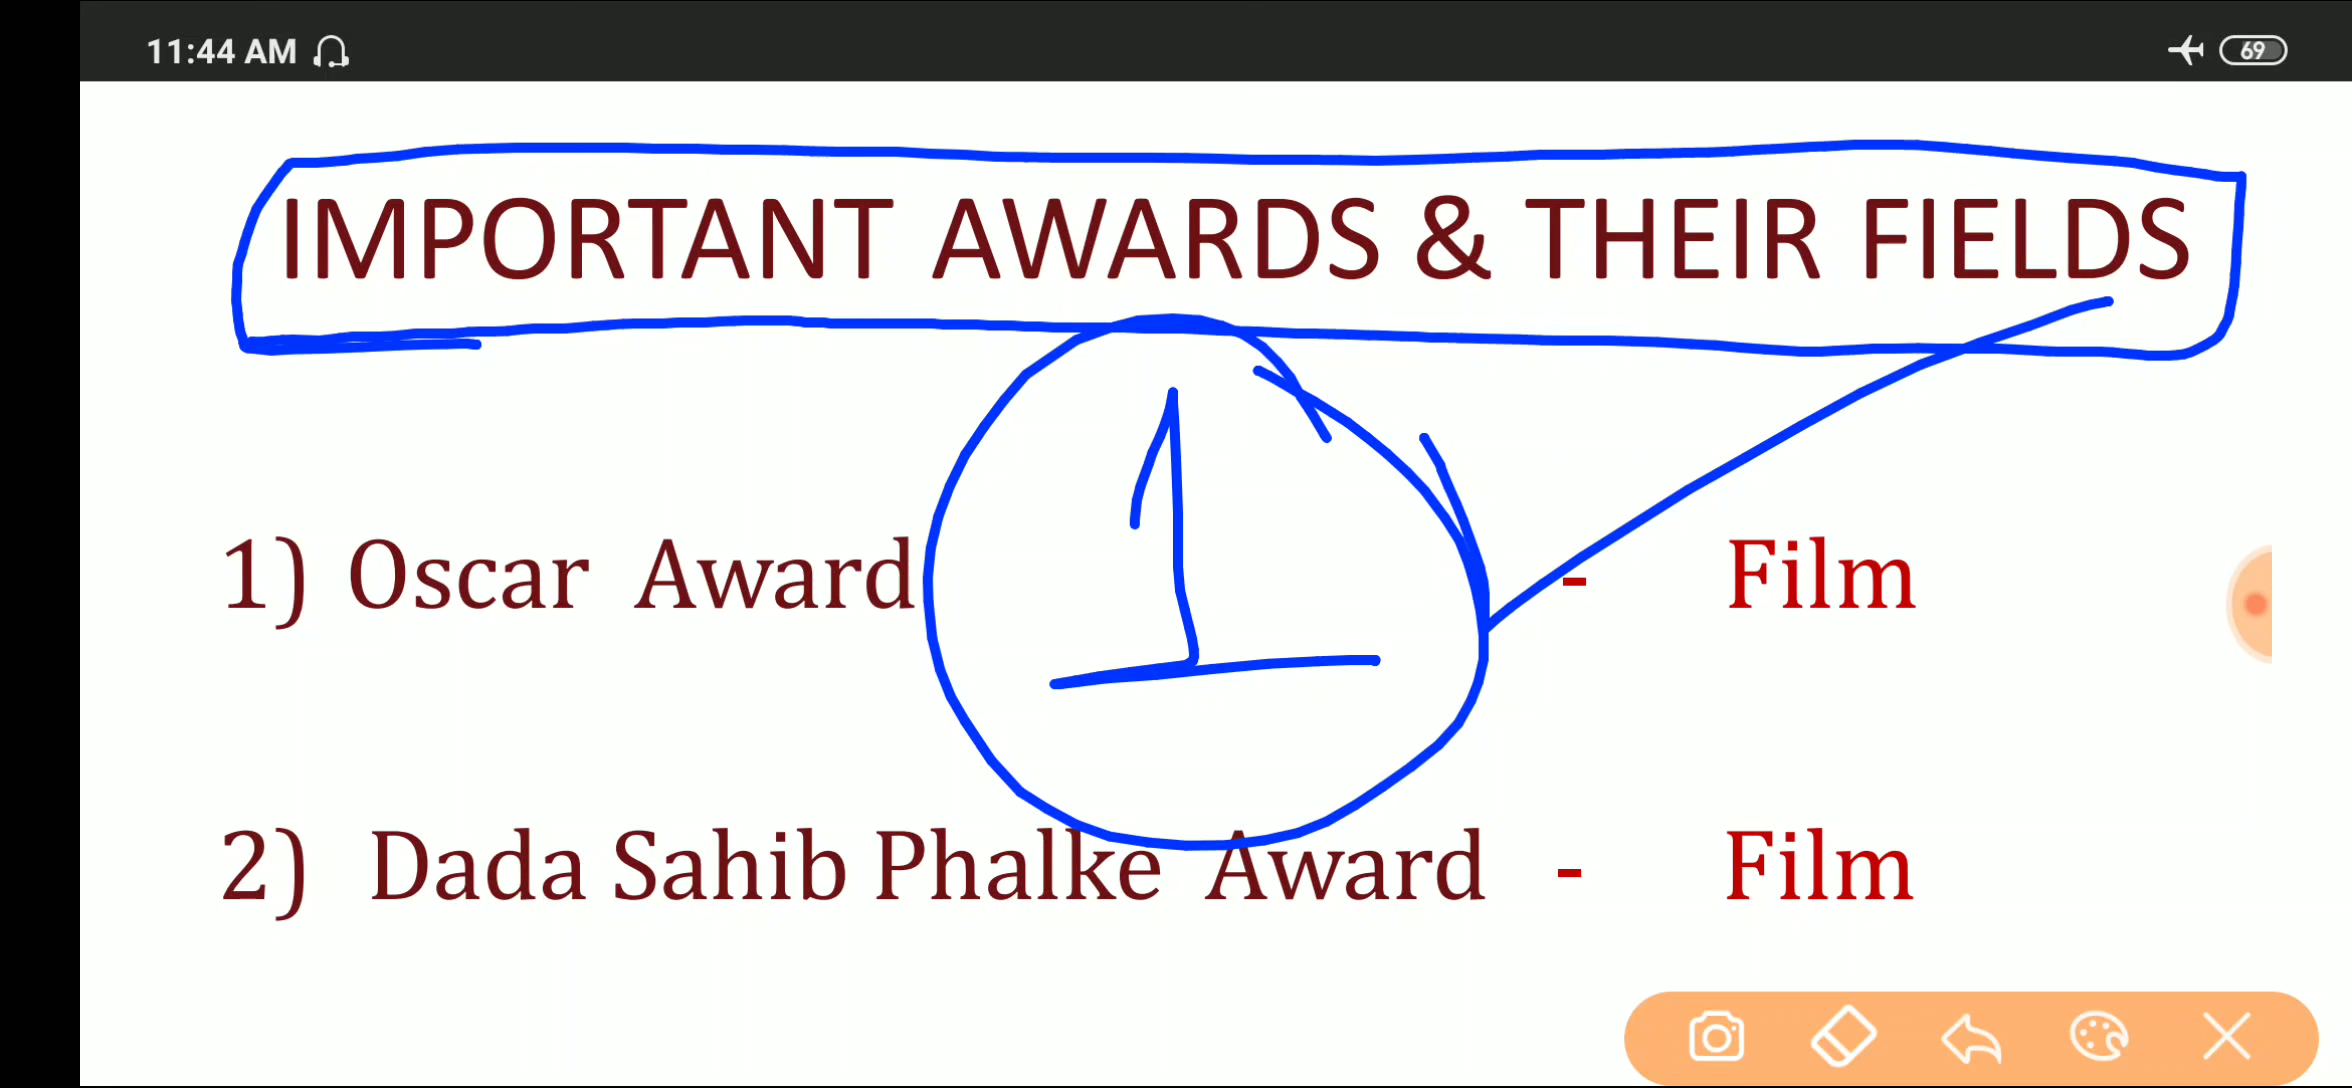 11:44 AM 69
IMPORTANT AWARDS & THEIR FIELDS
1
1) Oscar Award - Film
2) Dada Sahib Phalke Award - Film